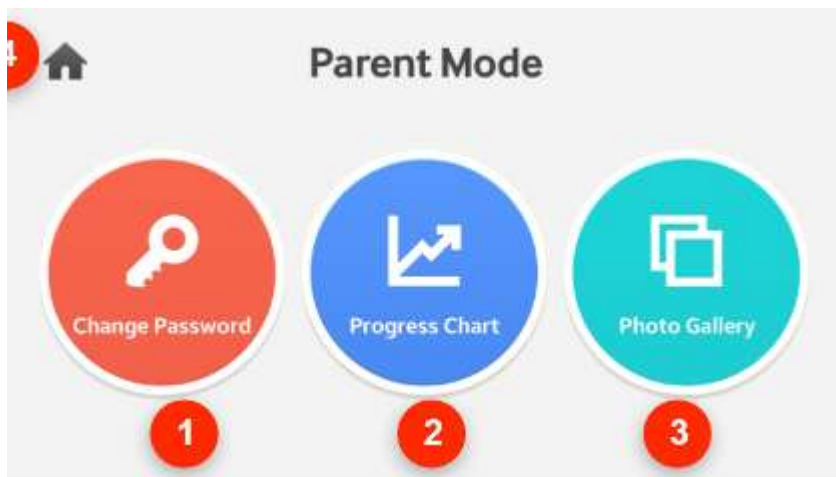 4
Parent Mode
Change Password
Progress Chart
Photo Gallery
1
2
3